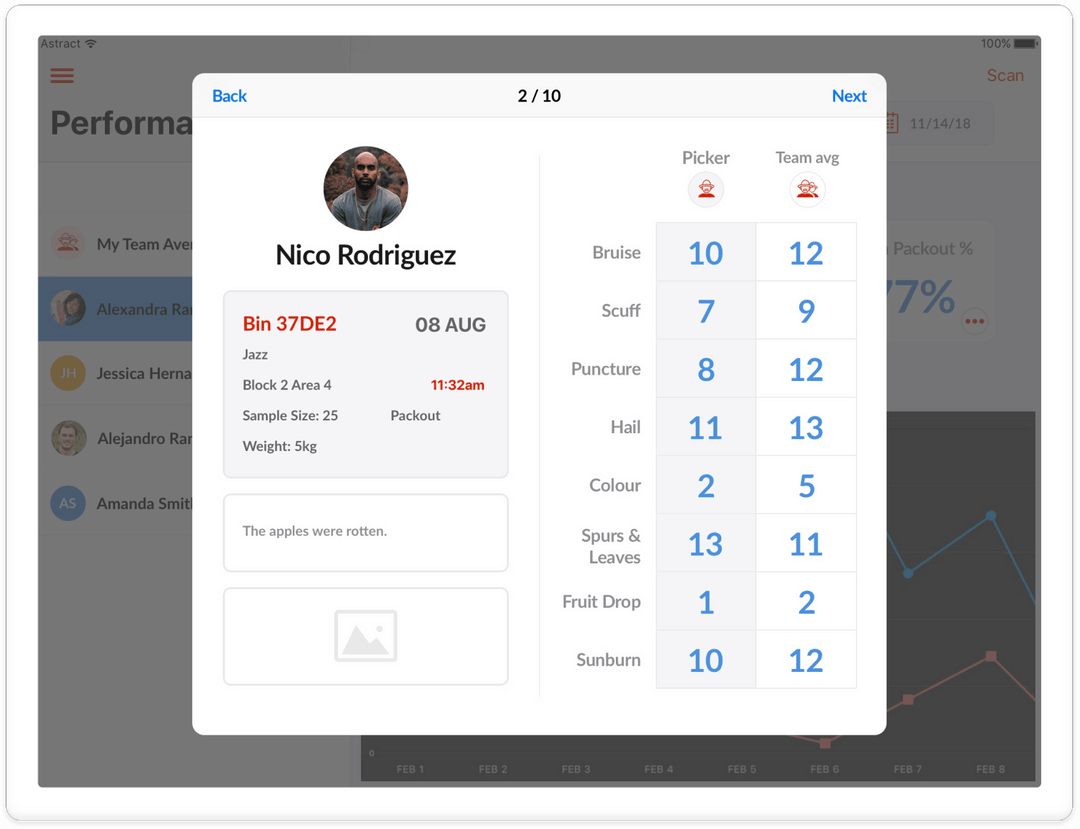 Astract
100%
Scan
Performa
11/14/18
My Team Aver
Alexandra Ra
JH
Jessica Herna
Alejandro Ra
AS
Amanda Smit
Packout %
77%
0
FEB 1 FEB 2 FEB 3 FEB 4 FEB 5 FEB 6 FEB 7 FEB 8
Back 2 / 10 Next
Nico Rodriguez
Bin 37DE2 08 AUG
Jazz
Block 2 Area 4 11:32am
Sample Size: 25 Packout
Weight: 5kg
The apples were rotten.
Picker Team avg
Bruise 10 12
Scuff 7 9
Puncture 8 12
Hail 11 13
Colour 2 5
Spurs &
Leaves 13 11
Fruit Drop 1 2
Sunburn 10 12